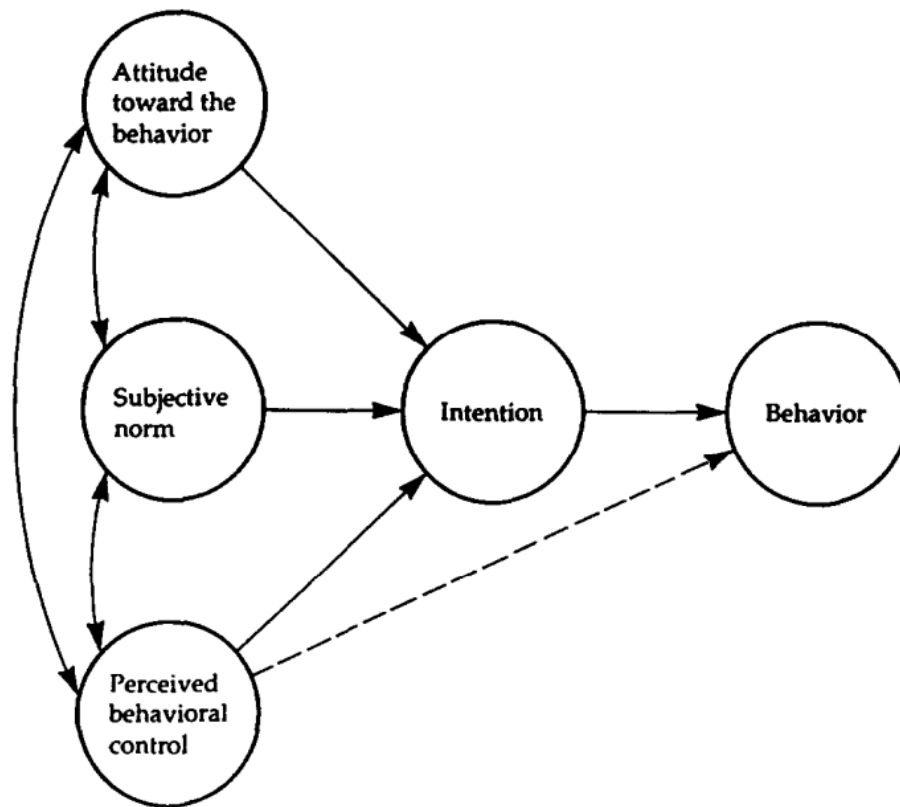 Attitude
toward the
behavior
Subjective
norm
Intention
Behavior
Perceived
behavioral
control